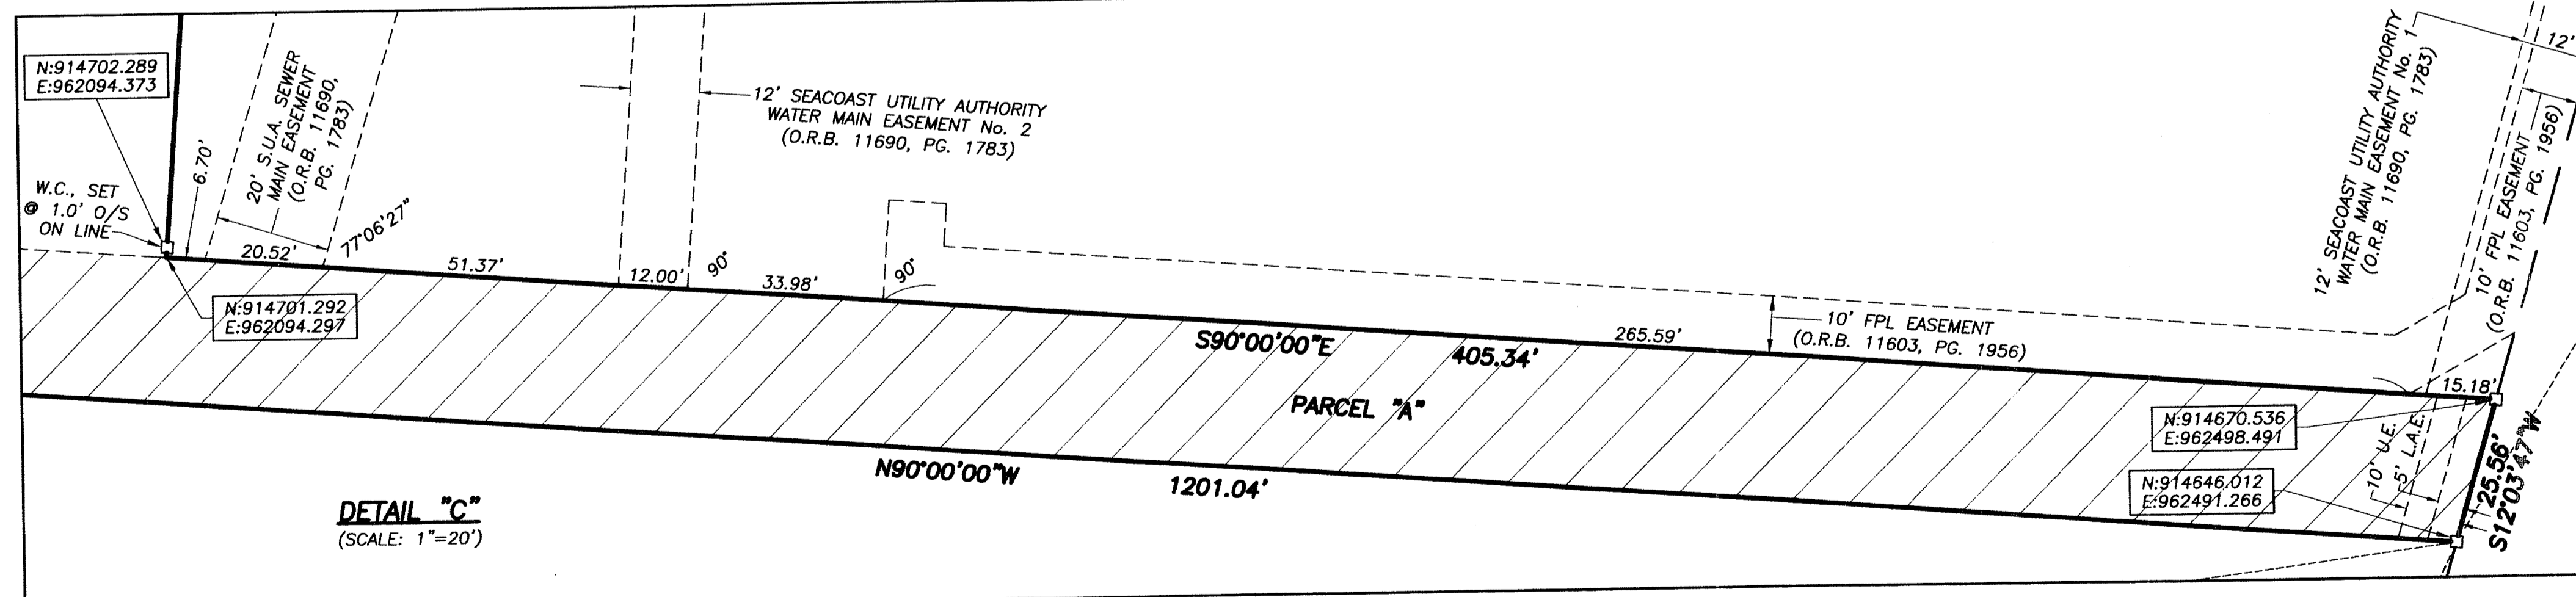 N:914702.289
E:962094.373
W.C., SET
@ 1.0' O/S
ON LINE
6.70'
20' S.U.A. SEWER
MAIN EASEMENT
(O.R.B. 11690,
PG. 1783)
20.52'
77°06'27"
N:914701.292
E:962094.297
51.37'
12.00'
90°
12' SEACOAST UTILITY AUTHORITY
WATER MAIN EASEMENT No. 2
(O.R.B. 11690, PG. 1783)
33.98'
90°
S90°00'00"E
405.34'
265.59'
10' FPL EASEMENT
(O.R.B. 11603, PG. 1956)
PARCEL "A"
N90°00'00"W
1201.04'
12' SEACOAST UTILITY AUTHORITY
WATER MAIN EASEMENT No. 1
(O.R.B. 11690, PG. 1783)
12'
10' FPL EASEMENT
(O.R.B. 11603, PG. 1956)
15.18'
N:914670.536
E:962498.491
N:914646.012
E:962491.266
10' U.E.
5' L.A.E.
25.56'
S12°03'47"W
DETAIL "C"
(SCALE: 1"=20')